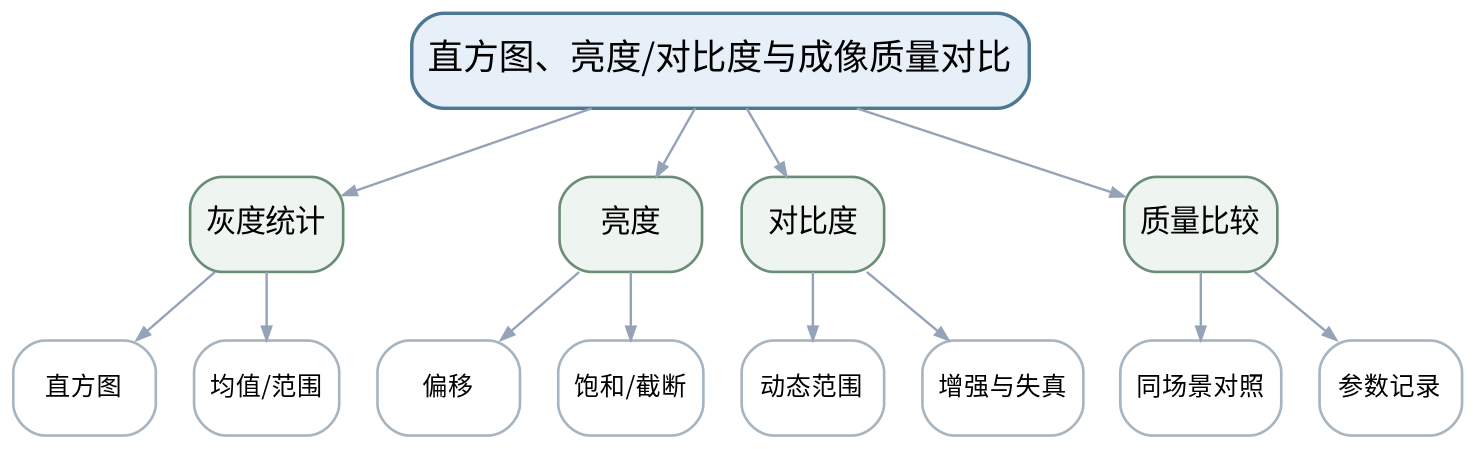 直方图、亮度/对比度与成像质量对比
灰度统计
亮度
对比度
质量比较
直方图
均值/范围
偏移
饱和/截断
动态范围
增强与失真
同场景对照
参数记录